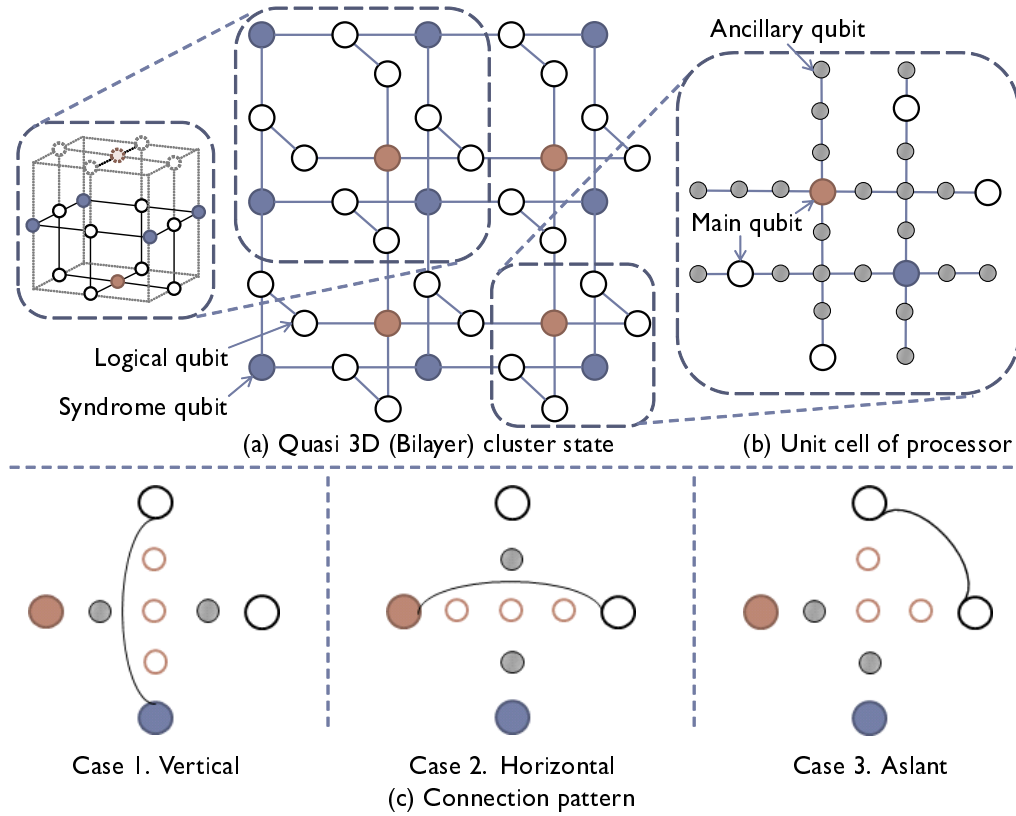 Ancillary qubit
Main qubit
Logical qubit
Syndrome qubit
(a) Quasi 3D (Bilayer) cluster state
(b) Unit cell of processor
Case 1. Vertical
Case 2. Horizontal
Case 3. Aslant
(c) Connection pattern